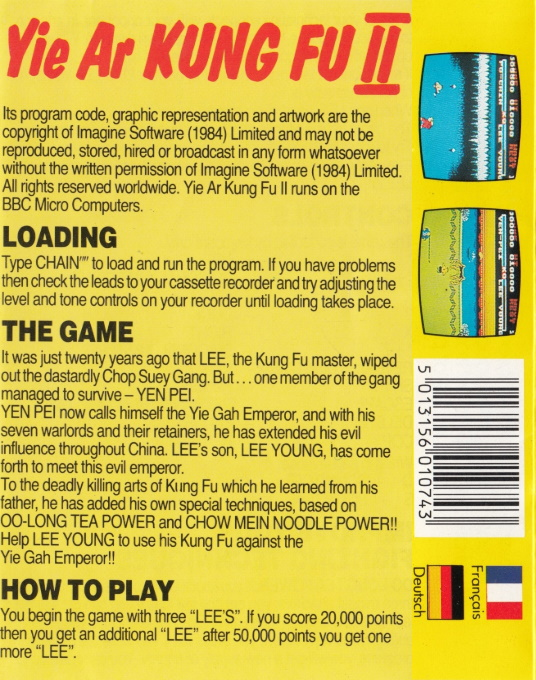 Yie Ar KUNG FU II
Its program code, graphic representation and artwork are the
copyright of Imagine Software (1984) Limited and may not be
reproduced, stored, hired or broadcast in any form whatsoever
without the written permission of Imagine Software (1984) Limited.
All rights reserved worldwide. Yie Ar Kung Fu II runs on the
BBC Micro Computers.
LOADING
Type CHAIN"" to load and run the program. If you have problems
then check the leads to your cassette recorder and try adjusting the
level and tone controls on your recorder until loading takes place.
THE GAME
It was just twenty years ago that LEE, the Kung Fu master, wiped
out the dastardly Chop Suey Gang. But . . . one member of the gang
managed to survive – YEN PEI.
YEN PEI now calls himself the Yie Gah Emperor, and with his
seven warlords and their retainers, he has extended his evil
influence throughout China. LEE's son, LEE YOUNG, has come
forth to meet this evil emperor.
To the deadly killing arts of Kung Fu which he learned from his
father, he has added his own special techniques, based on
OO-LONG TEA POWER and CHOW MEIN NOODLE POWER!!
Help LEE YOUNG to use his Kung Fu against the
Yie Gah Emperor!!
HOW TO PLAY
You begin the game with three "LEE'S". If you score 20,000 points
then you get an additional "LEE" after 50,000 points you get one
more "LEE".
YEN-PEI
LEE YOUNG
5 013156 010743
Français
Deutsch